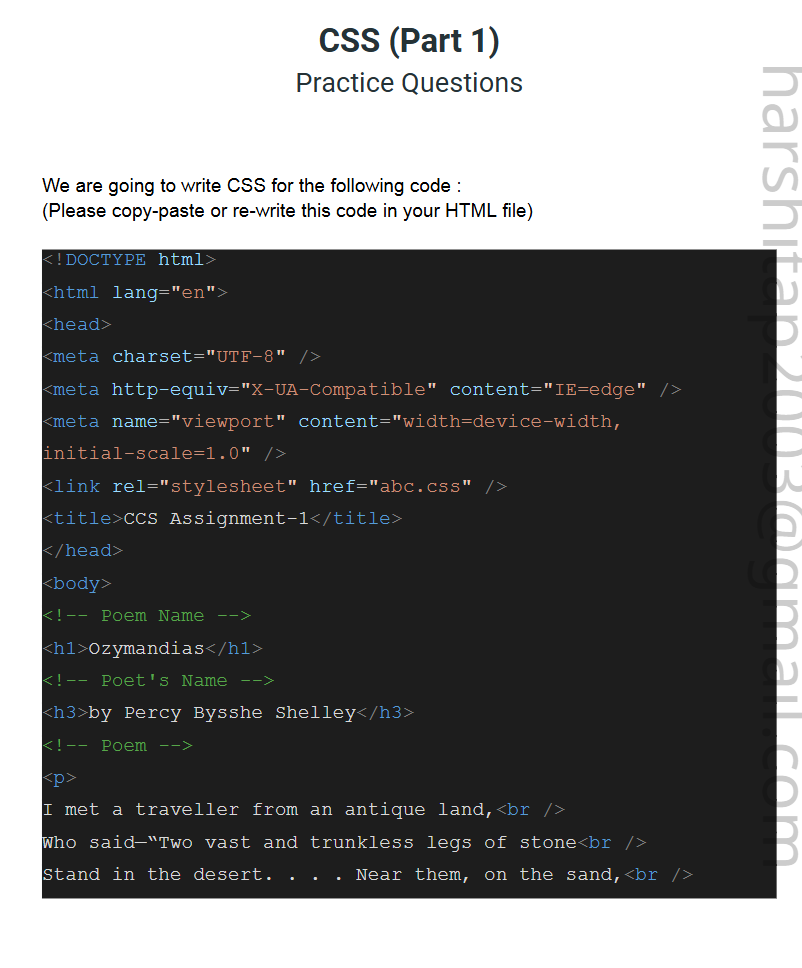 CSS (Part 1)
Practice Questions
We are going to write CSS for the following code :
(Please copy-paste or re-write this code in your HTML file)
<!DOCTYPE html>
<html lang="en">
<head>
<meta charset="UTF-8" />
<meta http-equiv="X-UA-Compatible" content="IE=edge" />
<meta name="viewport" content="width=device-width,
initial-scale=1.0" />
<link rel="stylesheet" href="abc.css" />
<title>CCS Assignment-1</title>
</head>
<body>
<!-- Poem Name -->
<h1>Ozymandias</h1>
<!-- Poet's Name -->
<h3>by Percy Bysshe Shelley</h3>
<!-- Poem -->
<p>
I met a traveller from an antique land,<br />
Who said—“Two vast and trunkless legs of stone<br />
Stand in the desert. . . . Near them, on the sand,<br />
harshitap2003@gmail.com